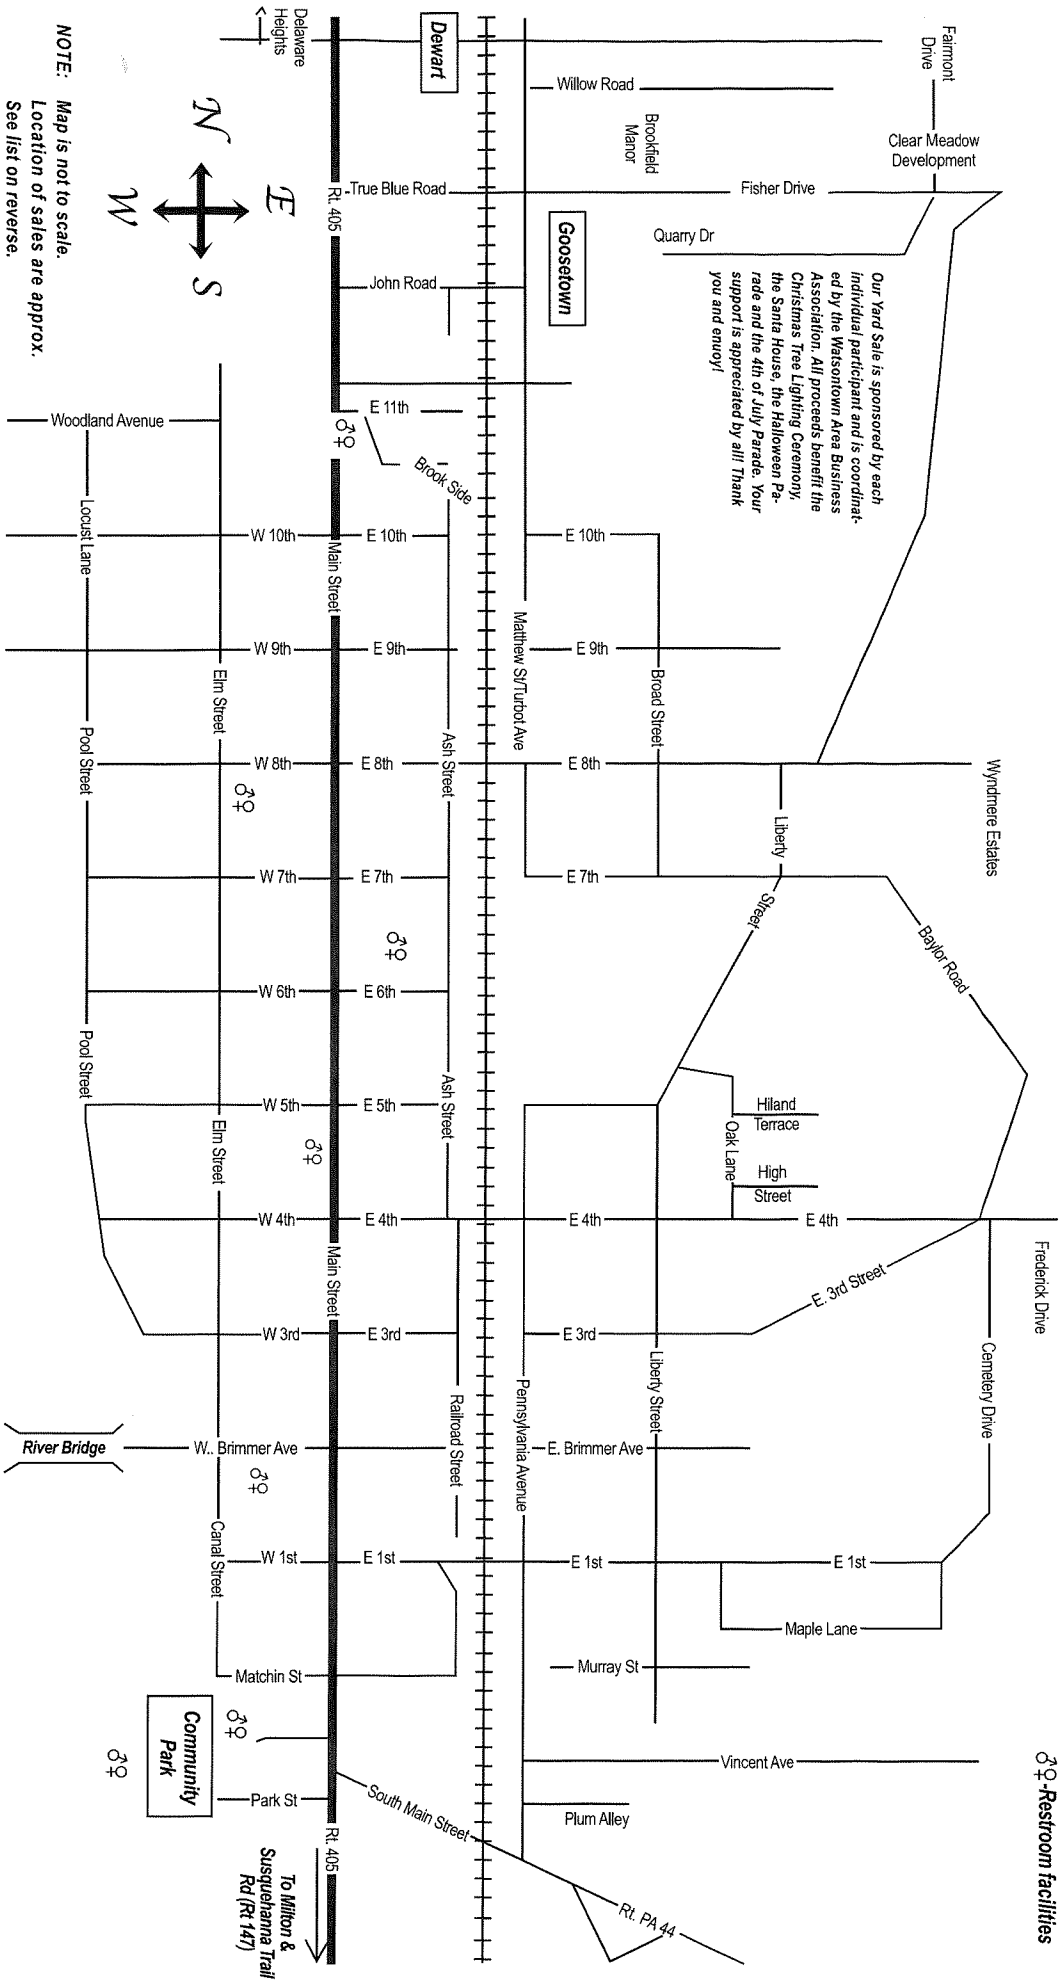 Delaware
Heights
Dewart
Fairmont
Drive
Willow Road
Brookfield
Manor
Clear Meadow
Development
True Blue Road
Fisher Drive
Rt. 405
Goosetown
Quarry Dr
John Road
N
E
W
S
NOTE: Map is not to scale.
Location of sales are approx.
See list on reverse.
Our Yard Sale is sponsored by each
individual participant and is coordinat-
ed by the Watsontown Area Business
Association. All proceeds benefit the
Christmas Tree Lighting Ceremony,
the Santa House, the Halloween Pa-
rade and the 4th of July Parade. Your
support is appreciated by all! Thank
you and enuoy!
E 11th
Woodland Avenue
Brook Side
Locust Lane
W 10th
E 10th
E 10th
Main Street
W 9th
E 9th
E 9th
Matthew St/Turbot Ave
Elm Street
Broad Street
Pool Street
Ash Street
W 8th
E 8th
E 8th
Wyndmere Estates
Liberty
Street
W 7th
E 7th
E 7th
Baylor Road
W 6th
E 6th
Pool Street
Ash Street
W 5th
E 5th
Hiland
Terrace
Elm Street
Oak Lane
High
Street
W 4th
E 4th
E 4th
E 4th
Frederick Drive
Main Street
E. 3rd Street
W 3rd
E 3rd
E 3rd
Cemetery Drive
Liberty Street
Railroad Street
Pennsylvania Avenue
River Bridge
W.. Brimmer Ave
E. Brimmer Ave
Canal Street
W 1st
E 1st
E 1st
E 1st
Maple Lane
Matchin St
Murray St
Community
Park
Vincent Ave
♂♀-Restroom facilities
Park St
South Main Street
Plum Alley
Rt. 405
Rt. PA 44
To Milton &
Susquehanna Trail
Rd (Rt 147)